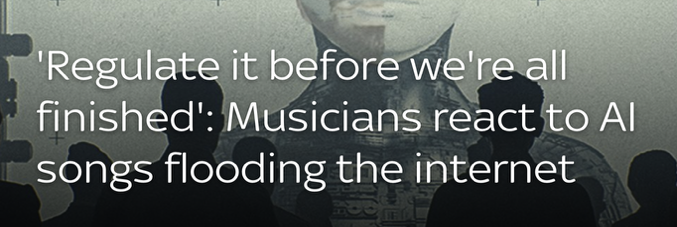 'Regulate it before we're all
finished': Musicians react to AI
songs flooding the internet